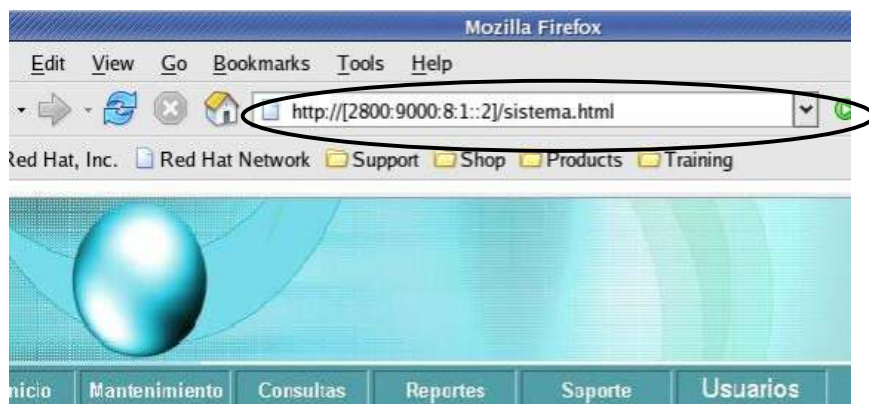 Mozilla Firefox
Edit View Go Bookmarks Tools Help
http://[2800:9000:8:1::2]/sistema.html
Red Hat, Inc. Red Hat Network Support Shop Products Training
nicio Mantenimiento Consultas Reportes Soporte Usuarios